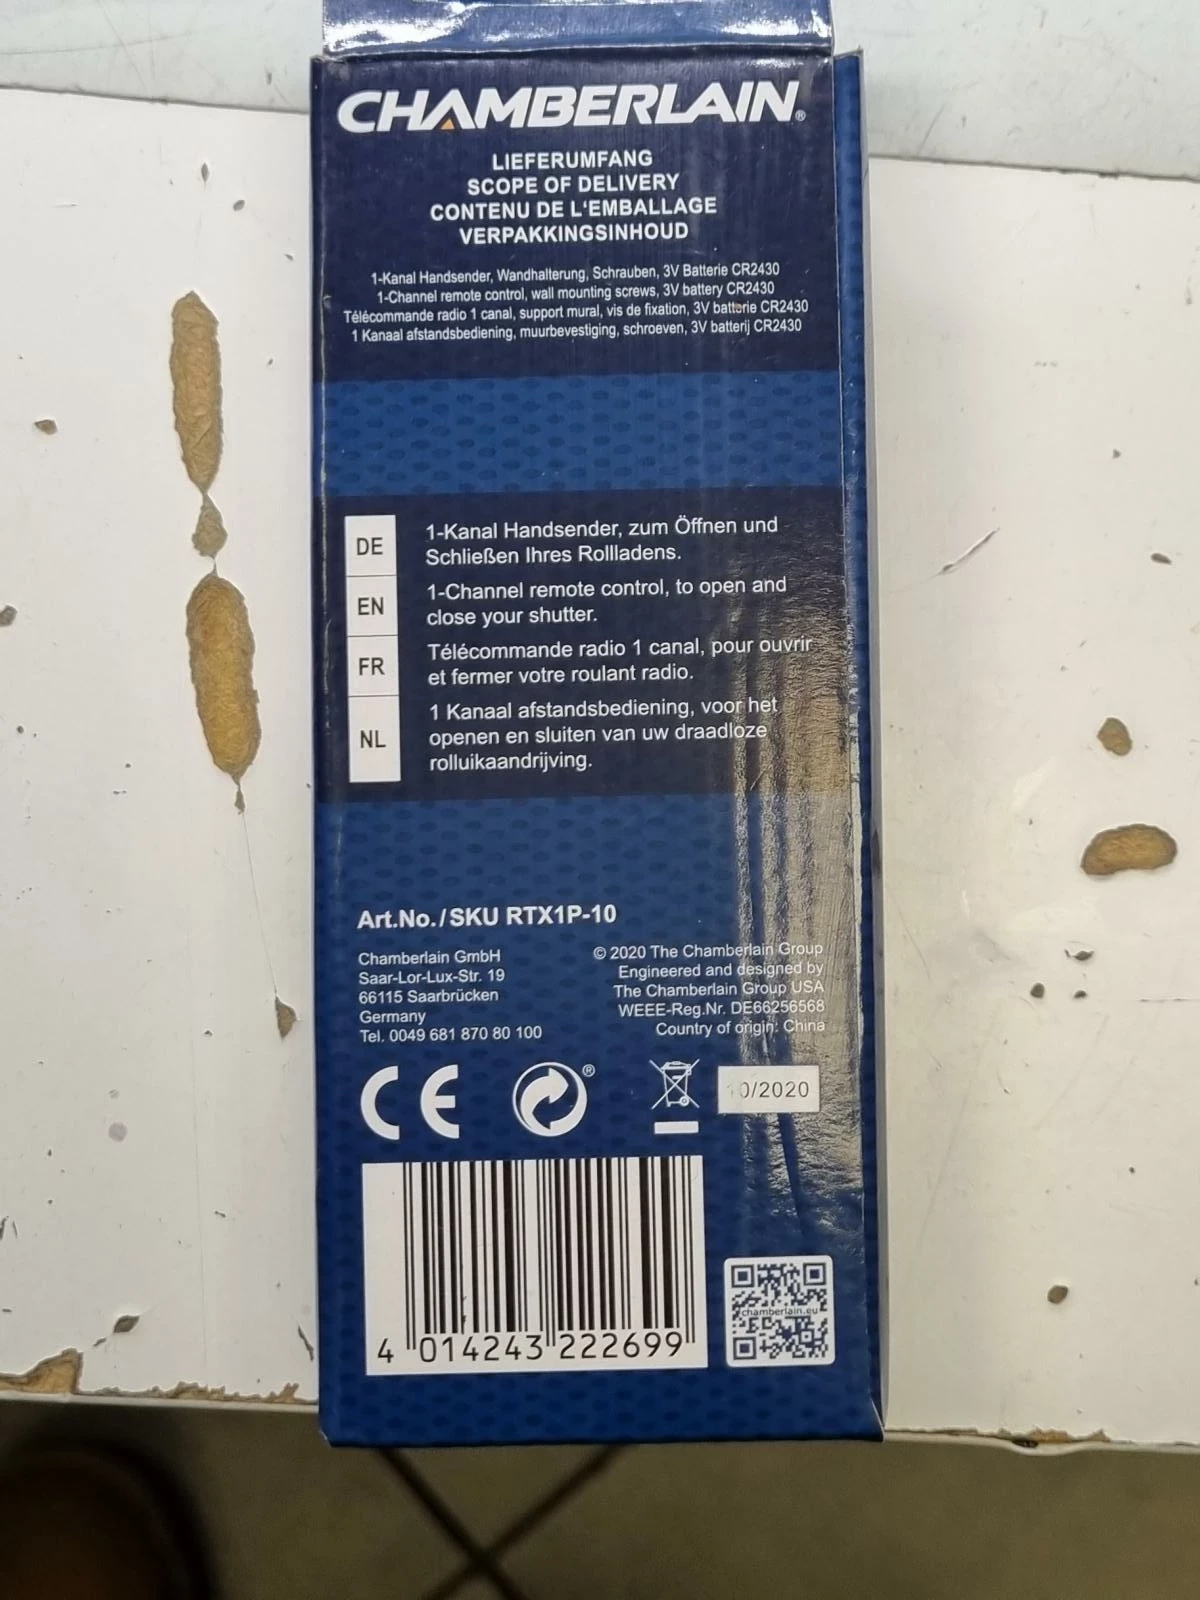 CHAMBERLAIN®
LIEFERUMFANG
SCOPE OF DELIVERY
CONTENU DE L'EMBALLAGE
VERPAKKINGSINHOUD
1-Kanal Handsender, Wandhalterung, Schrauben, 3V Batterie CR2430
1-Channel remote control, wall mounting screws, 3V battery CR2430
Télécommande radio 1 canal, support mural, vis de fixation, 3V batterie CR2430
1 Kanaal afstandsbediening, muurbevestiging, schroeven, 3V batterij CR2430
DE
1-Kanal Handsender, zum Öffnen und
Schließen Ihres Rollladens.
EN
1-Channel remote control, to open and
close your shutter.
FR
Télécommande radio 1 canal, pour ouvrir
et fermer votre roulant radio.
NL
1 Kanaal afstandsbediening, voor het
openen en sluiten van uw draadloze
rolluikaandrijving.
Art.No./SKU RTX1P-10
Chamberlain GmbH
Saar-Lor-Lux-Str. 19
66115 Saarbrücken
Germany
Tel. 0049 681 870 80 100
© 2020 The Chamberlain Group
Engineered and designed by
The Chamberlain Group USA
WEEE-Reg.Nr. DE66256568
Country of origin: China
CE
®
10/2020
4 014243 222699
chamberlain.eu